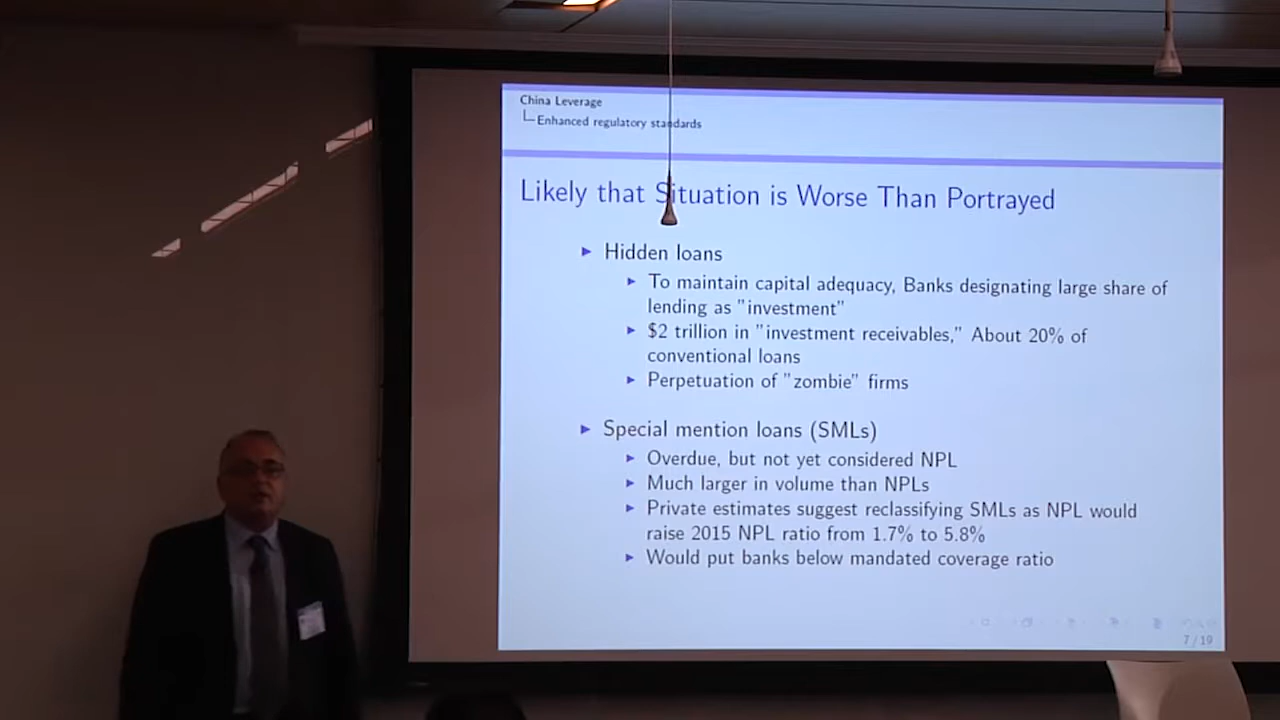 China Leverage
Enhanced regulatory standards
Likely that Situation is Worse Than Portrayed
Hidden loans
To maintain capital adequacy, Banks designating large share of
lending as "investment"
$2 trillion in "investment receivables," About 20% of
conventional loans
Perpetuation of "zombie" firms
Special mention loans (SMLs)
Overdue, but not yet considered NPL
Much larger in volume than NPLs
Private estimates suggest reclassifying SMLs as NPL would
raise 2015 NPL ratio from 1.7% to 5.8%
Would put banks below mandated coverage ratio
7 / 19